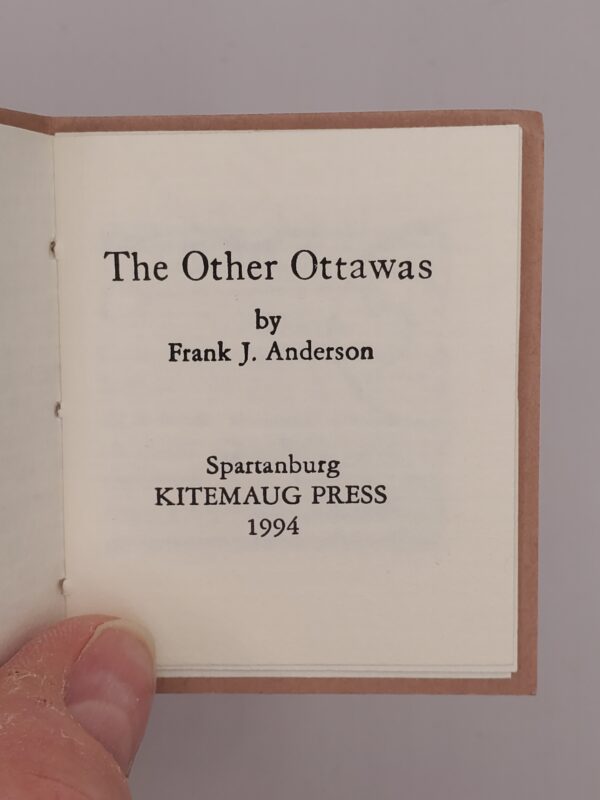 The Other Ottawas
by
Frank J. Anderson
Spartanburg
KITEMAUG PRESS
1994